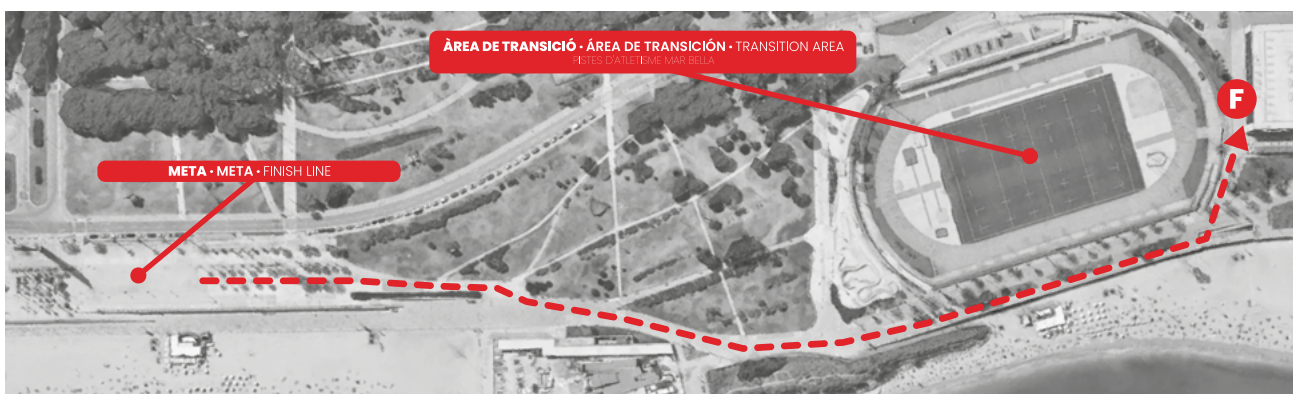 ÀREA DE TRANSICIÓ · ÁREA DE TRANSICIÓN · TRANSITION AREA
PISTES D'ATLETISME MAR BELLA
F
META · META · FINISH LINE